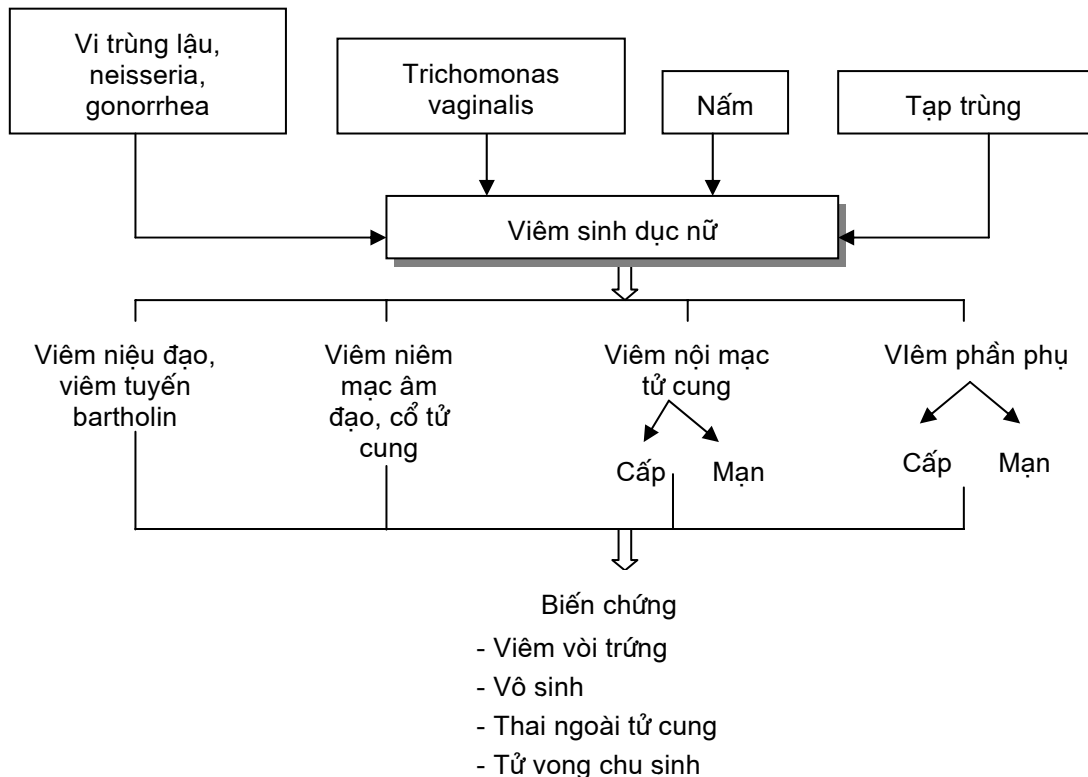 Vi trùng lậu,
neisseria,
gonorrhea
Trichomonas
vaginalis
Nấm
Tạp trùng
Viêm sinh dục nữ
Viêm niệu đạo,
viêm tuyến
bartholin
Viêm niêm
mạc âm
đạo, cổ tử
cung
Viêm nội mạc
tử cung
VIêm phần phụ
Cấp
Mạn
Cấp
Mạn
Biến chứng
- Viêm vòi trứng
- Vô sinh
- Thai ngoài tử cung
- Tử vong chu sinh